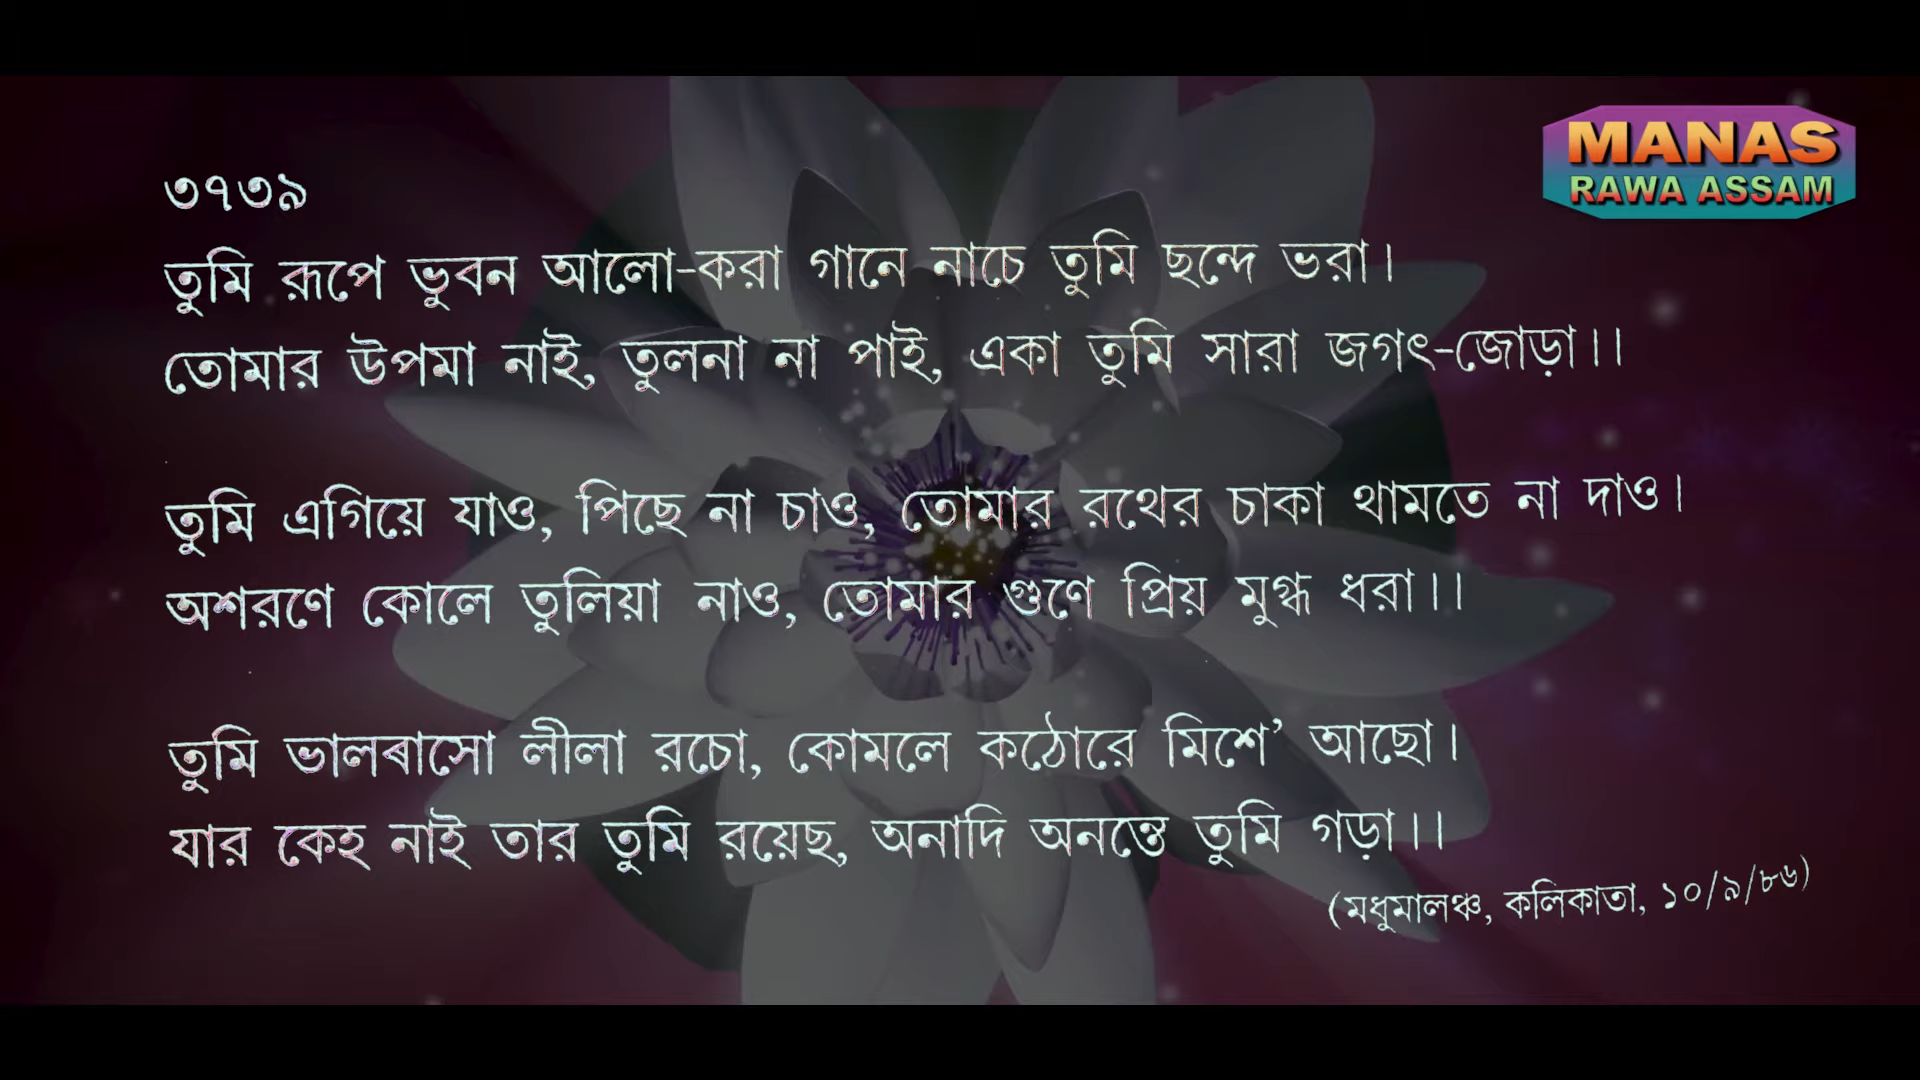 MANAS
RAWA ASSAM
৩৭৩৯
তুমি রূপে ভুবন আলো-করা গানে নাচে তুমি ছন্দে ভরা।
তোমার উপমা নাই, তুলনা না পাই, একা তুমি সারা জগৎ-জোড়া।।
তুমি এগিয়ে যাও, পিছে না চাও, তোমার রথের চাকা থামতে না দাও।
অশরণে কোলে তুলিয়া নাও, তোমার গুণে প্রিয় মুগ্ধ ধরা।।
তুমি ভালৰাসো লীলা রচো, কোমলে কঠোরে মিশে’ আছো।
যার কেহ নাই তার তুমি রয়েছ, অনাদি অনন্তে তুমি গড়া।।
(মধুমালঞ্চ, কলিকাতা, ১০/৯/৮৬)